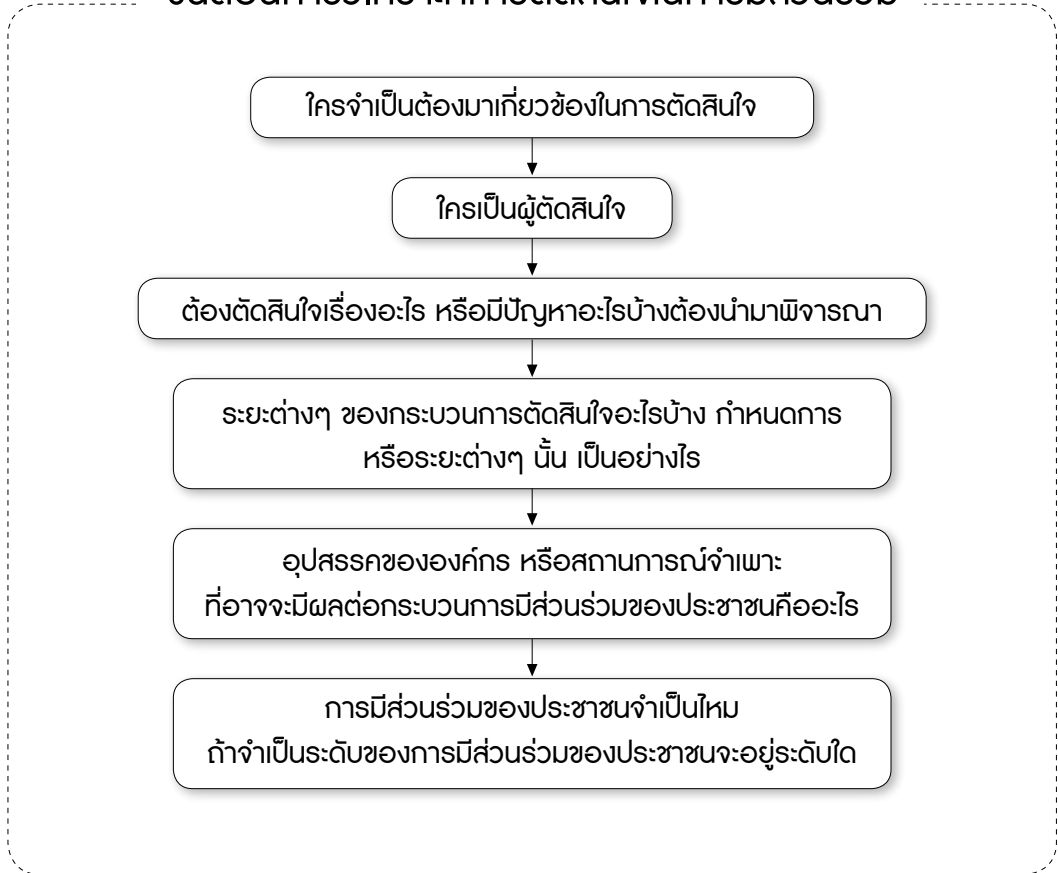 ใครจำเป็นต้องมาเกี่ยวข้องในการตัดสินใจ
ใครเป็นผู้ตัดสินใจ
ต้องตัดสินใจเรื่องอะไร หรือมีปัญหาอะไรบ้างต้องนำมาพิจารณา
ระยะต่างๆ ของกระบวนการตัดสินใจอะไรบ้าง กำหนดการ
หรือระยะต่างๆ นั้น เป็นอย่างไร
อุปสรรคขององค์กร หรือสถานการณ์จำเพาะ
ที่อาจจะมีผลต่อกระบวนการมีส่วนร่วมของประชาชนคืออะไร
การมีส่วนร่วมของประชาชนจำเป็นไหม
ถ้าจำเป็นระดับของการมีส่วนร่วมของประชาชนจะอยู่ระดับใด